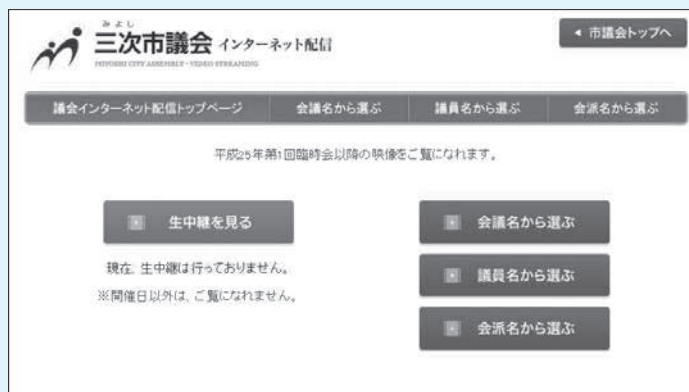 みよし
三次市議会 インターネット配信
MIYOSHI CITY ASSEMBLY - VIDEO STREAMING
市議会トップへ
議会インターネット配信トップページ 会議名から選ぶ 議員名から選ぶ 会派名から選ぶ
平成25年第1回臨時会以降の映像をご覧になれます。
生中継を見る
現在、生中継は行っておりません。
※開催日以外は、ご覧になれません。
会議名から選ぶ
議員名から選ぶ
会派名から選ぶ